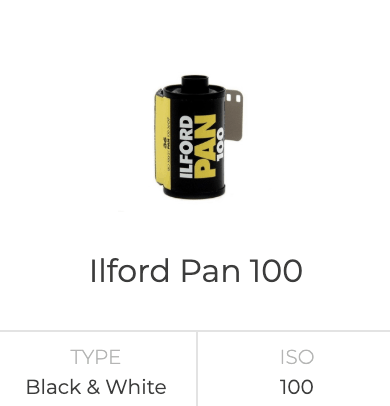 ILFORD
PAN
100
Ilford Pan 100
TYPE
ISO
Black & White
100